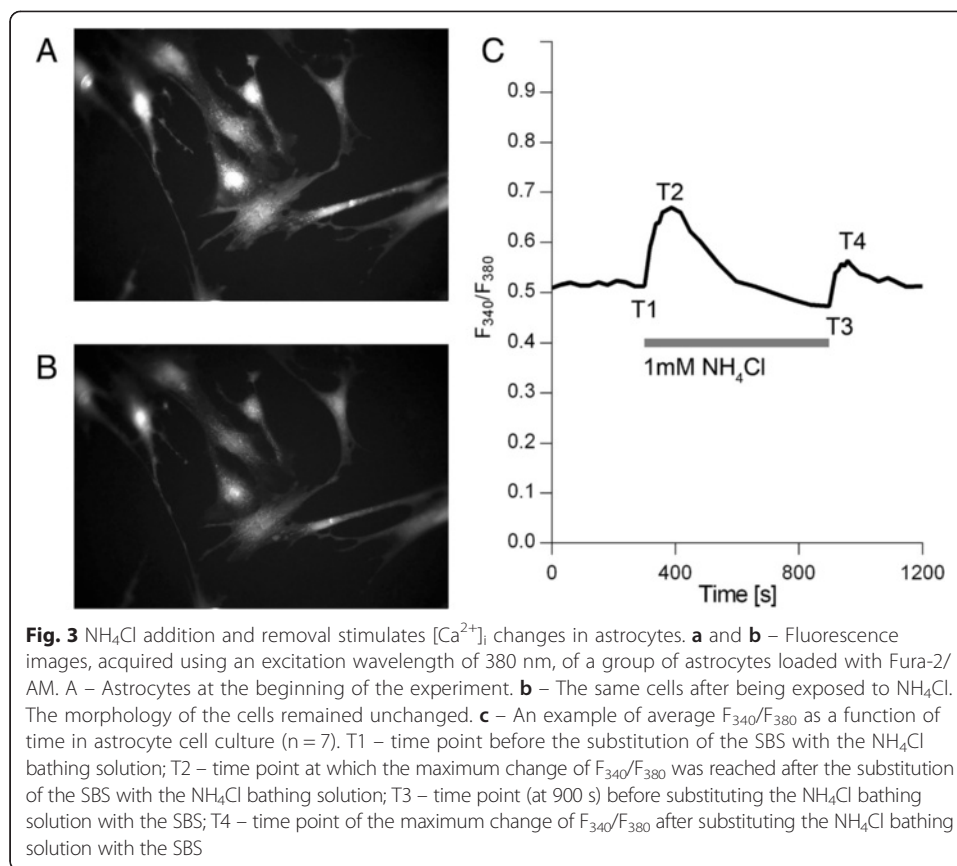 A
B
C
0.9
0.8
0.7
0.6
0.5
0.4
0.3
0.2
0.1
0.0
F₃₄₀/F₃₈₀
T2
T4
T1
T3
1mM NH₄Cl
0
400
800
1200
Time [s]
Fig. 3 NH₄Cl addition and removal stimulates [Ca²⁺]ᵢ changes in astrocytes. a and b – Fluorescence
images, acquired using an excitation wavelength of 380 nm, of a group of astrocytes loaded with Fura-2/
AM. A – Astrocytes at the beginning of the experiment. b – The same cells after being exposed to NH₄Cl.
The morphology of the cells remained unchanged. c – An example of average F₃₄₀/F₃₈₀ as a function of
time in astrocyte cell culture (n = 7). T1 – time point before the substitution of the SBS with the NH₄Cl
bathing solution; T2 – time point at which the maximum change of F₃₄₀/F₃₈₀ was reached after the substitution
of the SBS with the NH₄Cl bathing solution; T3 – time point (at 900 s) before substituting the NH₄Cl bathing
solution with the SBS; T4 – time point of the maximum change of F₃₄₀/F₃₈₀ after substituting the NH₄Cl bathing
solution with the SBS